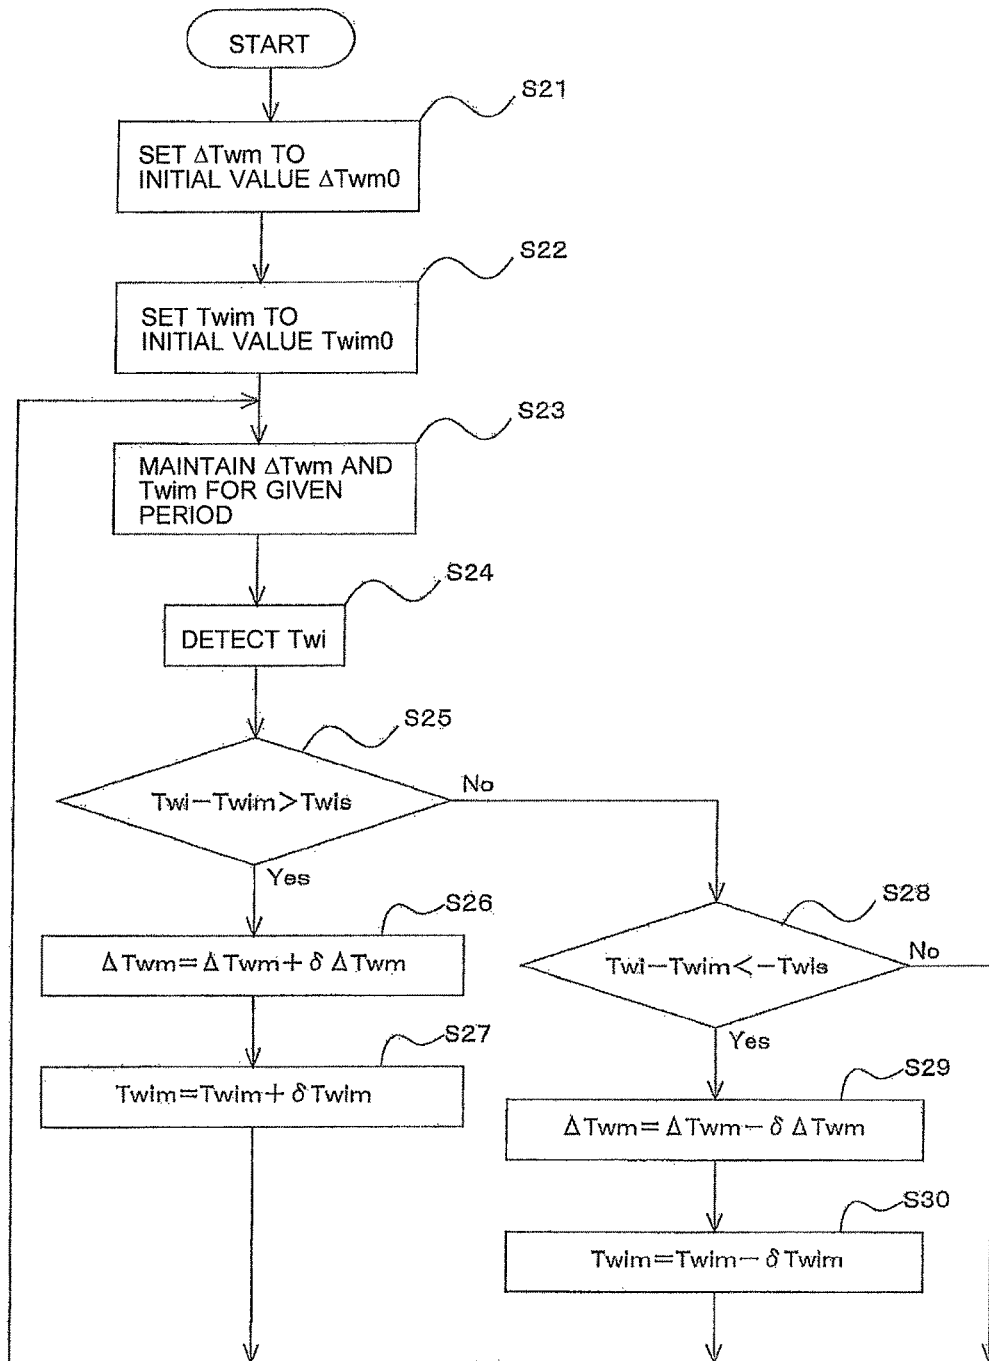 START
S21
SET ΔTwm TO
INITIAL VALUE ΔTwm0
S22
SET Twim TO
INITIAL VALUE Twim0
S23
MAINTAIN ΔTwm AND
Twim FOR GIVEN
PERIOD
S24
DETECT Twi
S25
Twi−Twim>Twis
No
Yes
S26
ΔTwm=ΔTwm+δΔTwm
S27
Twim=Twim+δTwim
S28
Twi−Twim<−Twis
No
Yes
S29
ΔTwm=ΔTwm−δΔTwm
S30
Twim=Twim−δTwim